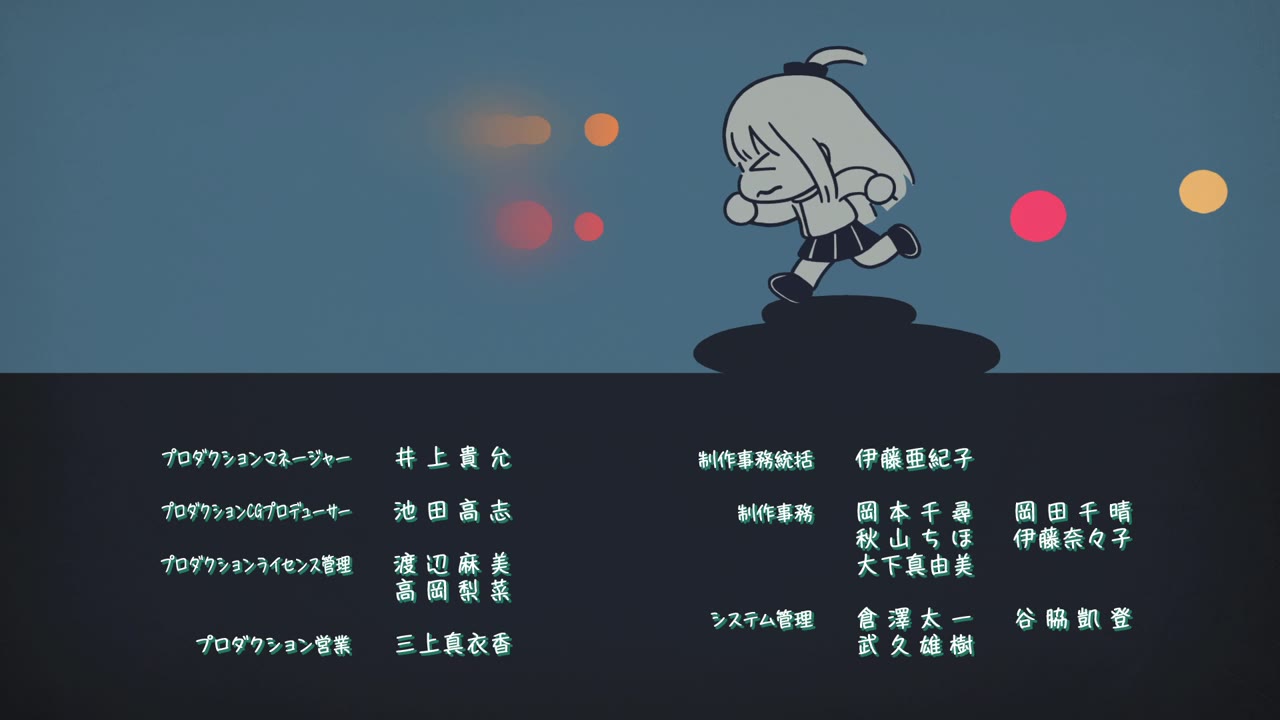 プロダクションマネージャー 井上貴允
プロダクションCGプロデューサー 池田高志
プロダクションライセンス管理 渡辺麻美
高岡梨菜
プロダクション営業 三上真衣香
制作事務統括 伊藤亜紀子
制作事務 岡本千尋 岡田千晴
秋山ちほ 伊藤奈々子
大下真由美
システム管理 倉澤太一 谷脇凱登
武久雄樹